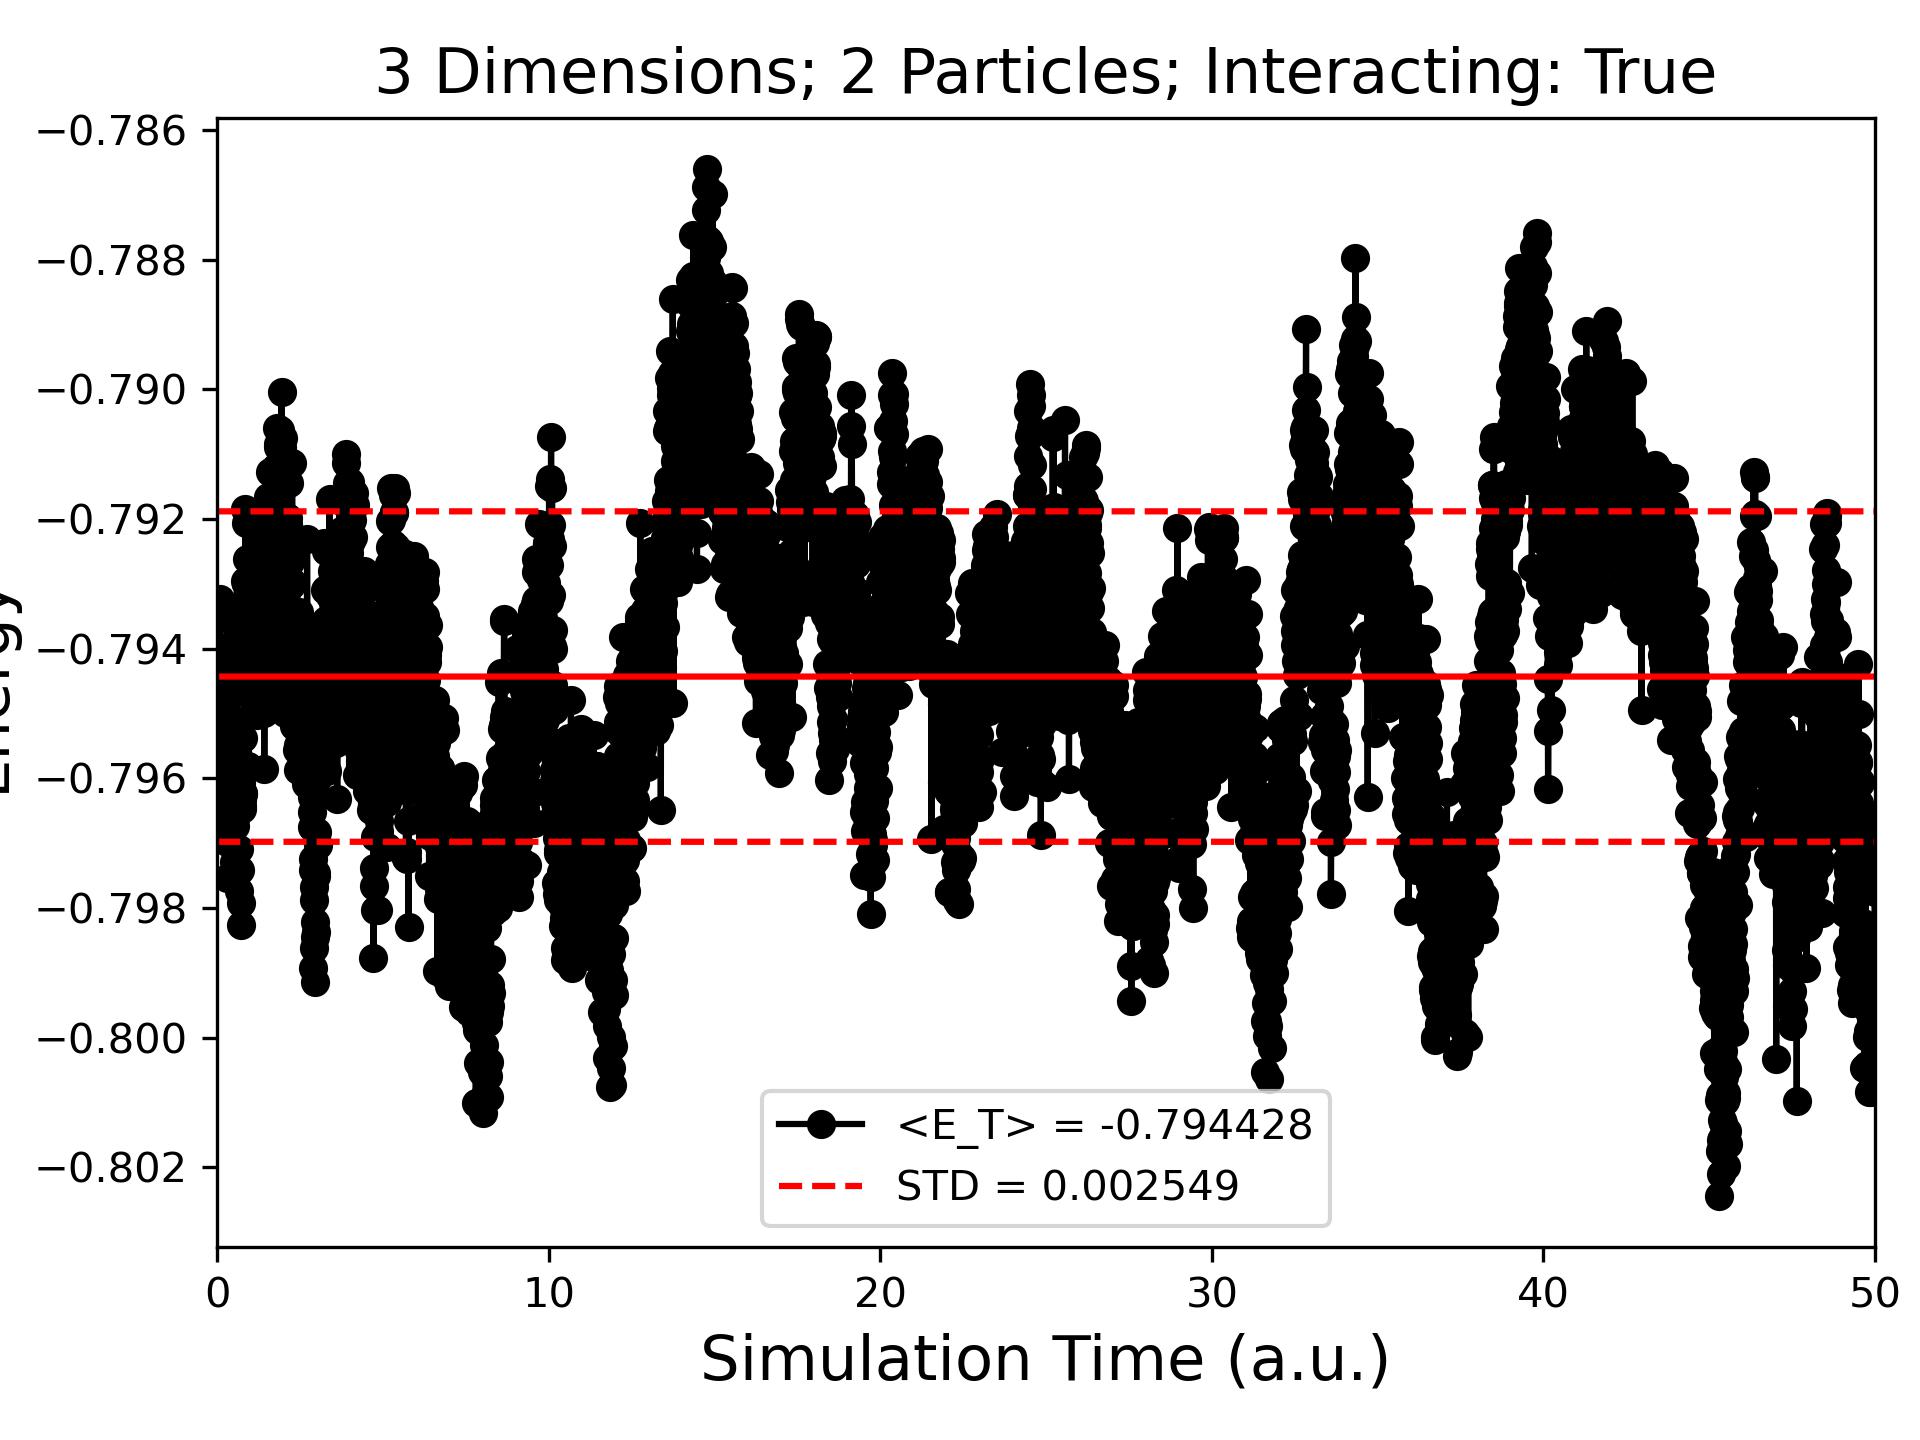 3 Dimensions; 2 Particles; Interacting: True
−0.786
−0.788
−0.790
−0.792
−0.794
−0.796
−0.798
−0.800
−0.802
Energy
<E_T> = -0.794428
STD = 0.002549
0 10 20 30 40 50
Simulation Time (a.u.)